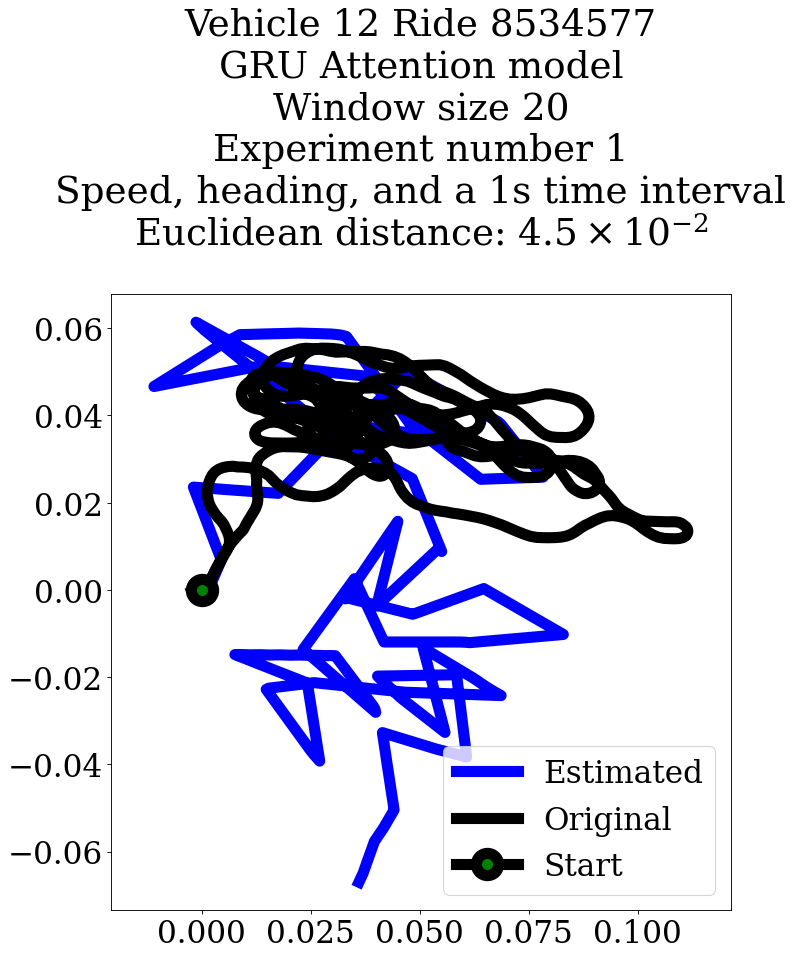 Vehicle 12 Ride 8534577
GRU Attention model
Window size 20
Experiment number 1
Speed, heading, and a 1s time interval
Euclidean distance: 4.5 × 10⁻²
0.06
0.04
0.02
0.00
−0.02
−0.04
−0.06
Estimated
Original
Start
0.000 0.025 0.050 0.075 0.100